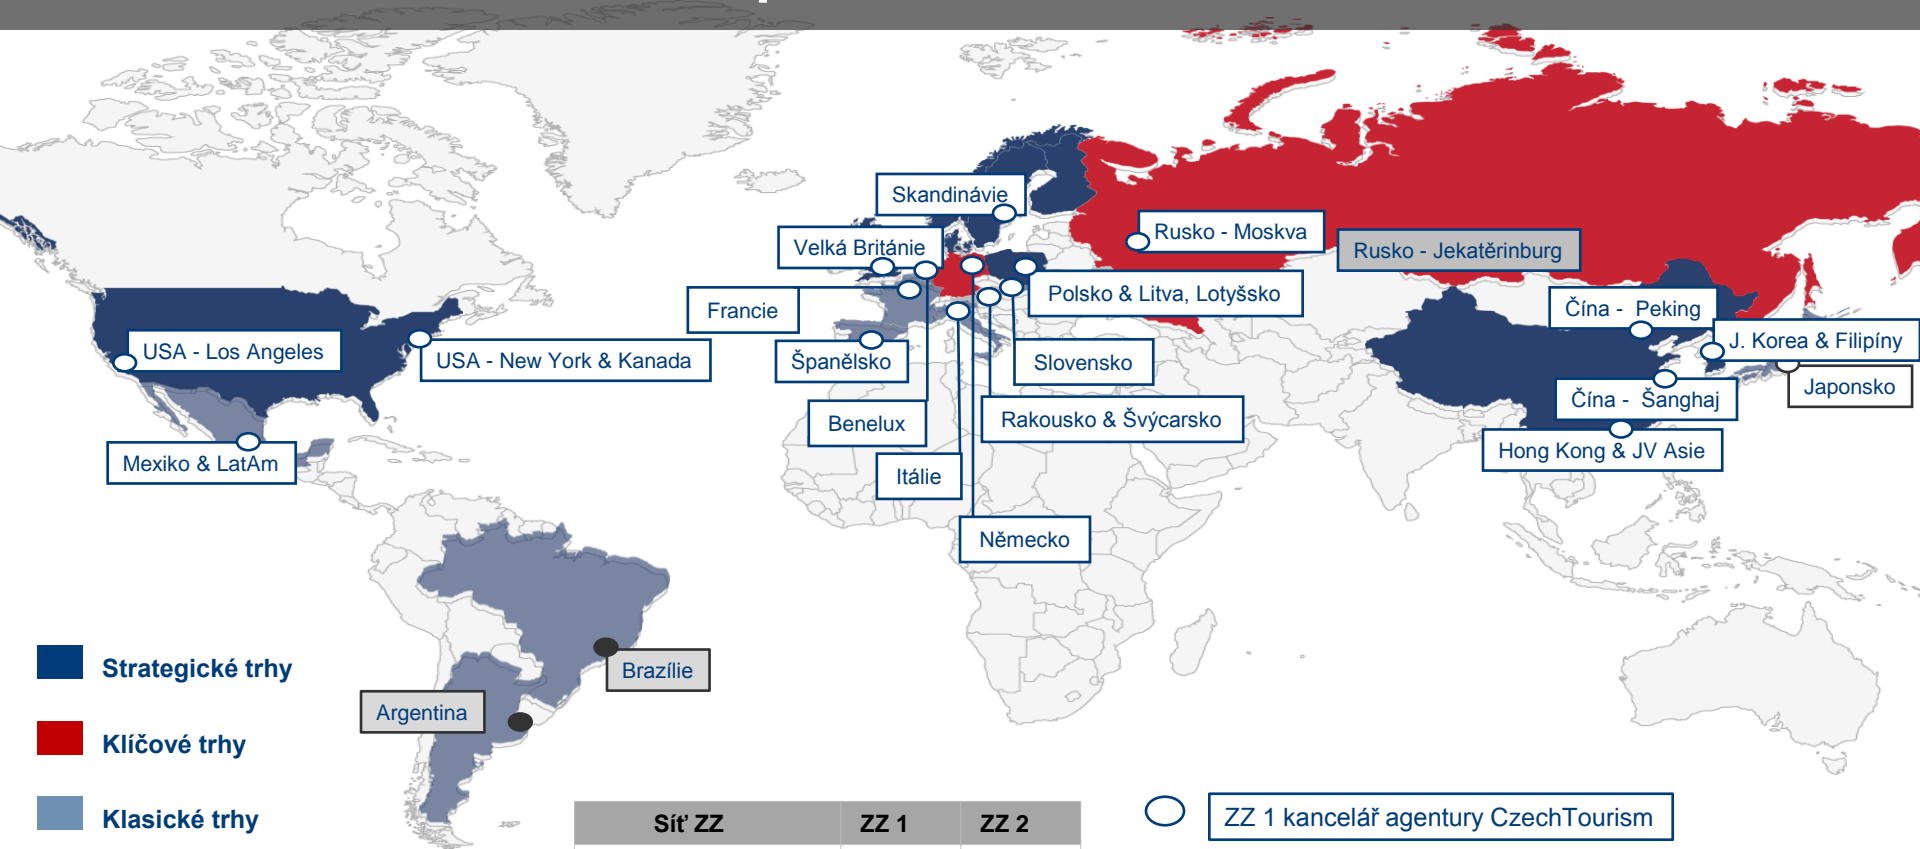 Skandinávie
Velká Británie
Rusko - Moskva
Rusko - Jekatěrinburg
Francie
Polsko & Litva, Lotyšsko
Čína -  Peking
USA - Los Angeles
USA - New York & Kanada
Španělsko
Slovensko
J. Korea & Filipíny
Japonsko
Benelux
Rakousko & Švýcarsko
Čína -  Šanghaj
Mexiko & LatAm
Itálie
Hong Kong & JV Asie
Německo
Brazílie
Argentina
Strategické trhy
Klíčové trhy
Klasické trhy
Síť ZZ ZZ 1 ZZ 2
ZZ 1 kancelář agentury CzechTourism